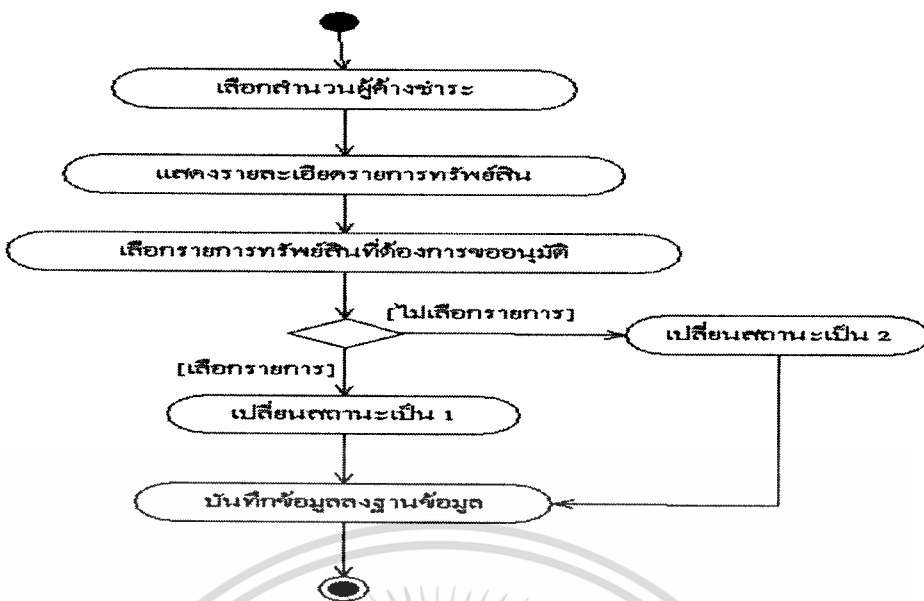 เลือกสำนวนผู้ค้างชำระ
แสดงรายละเอียดรายการทรัพย์สิน
เลือกรายการทรัพย์สินที่ต้องการขออนุมัติ
[ไม่เลือกรายการ]
เปลี่ยนสถานะเป็น 2
[เลือกรายการ]
เปลี่ยนสถานะเป็น 1
บันทึกข้อมูลลงฐานข้อมูล